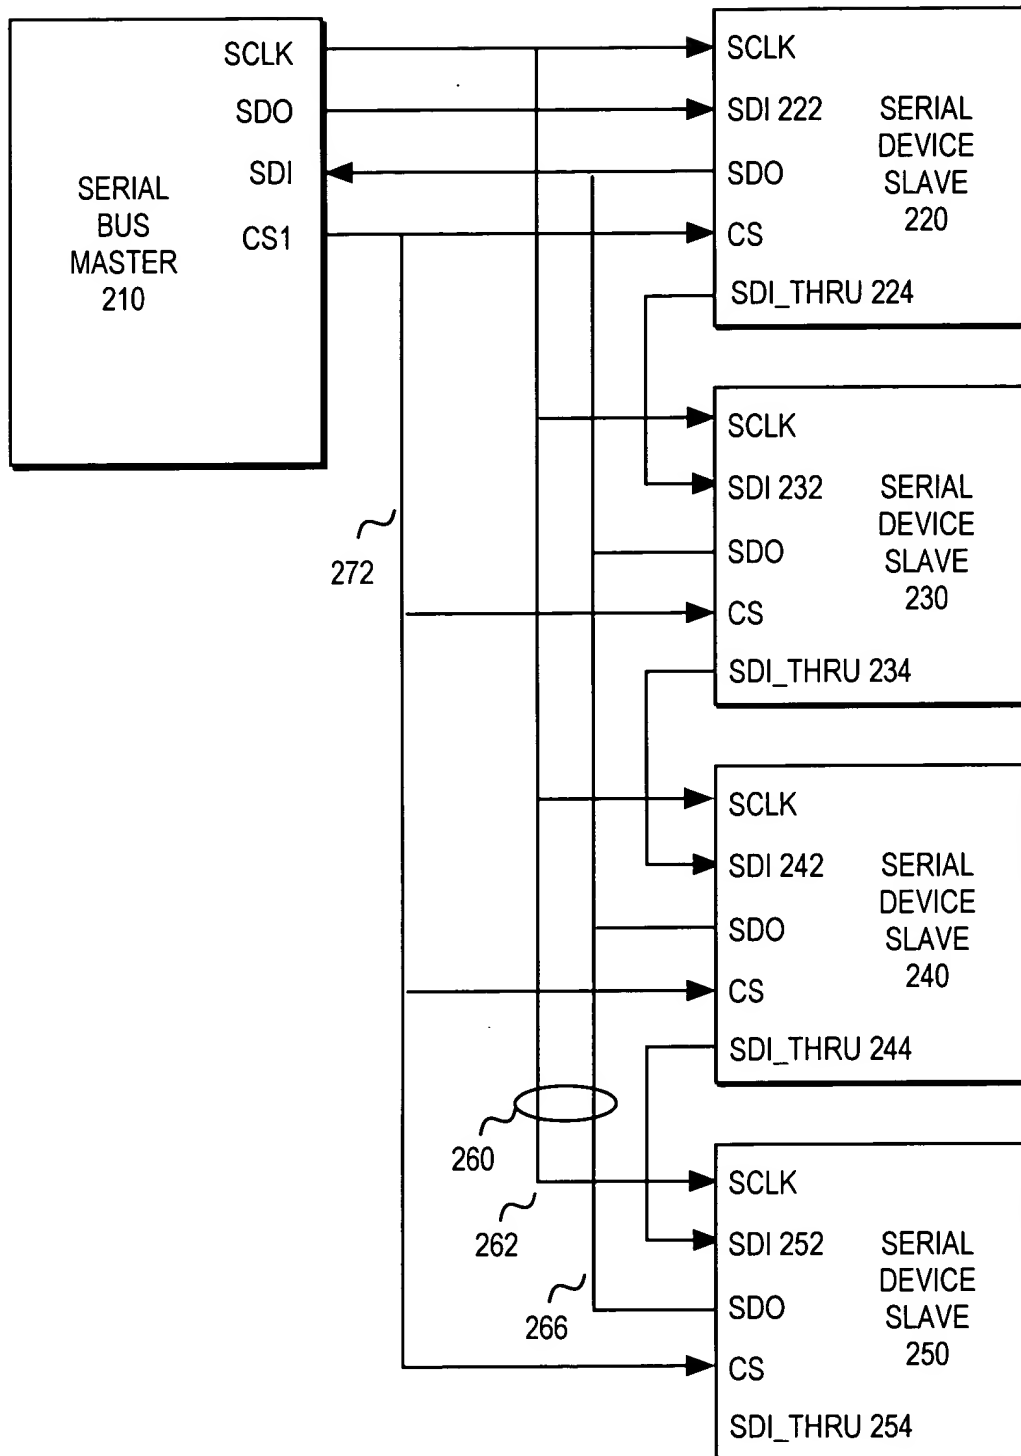 SCLK
SDO
SDI
CS1
SERIAL
BUS
MASTER
210
SCLK
SDI 222
SDO
CS
SDI_THRU 224
SERIAL
DEVICE
SLAVE
220
SCLK
SDI 232
SDO
CS
SDI_THRU 234
SERIAL
DEVICE
SLAVE
230
272
SCLK
SDI 242
SDO
CS
SDI_THRU 244
SERIAL
DEVICE
SLAVE
240
260
262
266
SCLK
SDI 252
SDO
CS
SDI_THRU 254
SERIAL
DEVICE
SLAVE
250